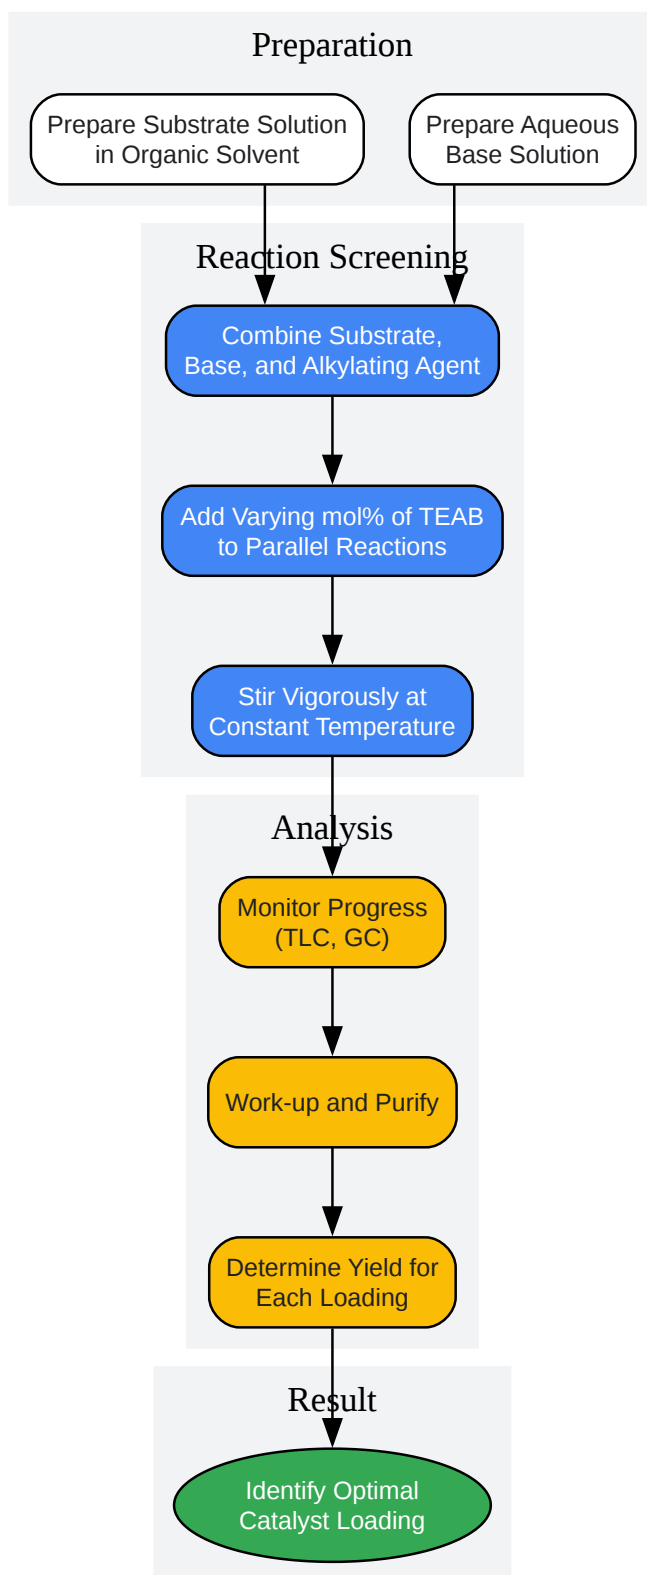 Preparation
Prepare Substrate Solution
in Organic Solvent
Prepare Aqueous
Base Solution
Reaction Screening
Combine Substrate,
Base, and Alkylating Agent
Add Varying mol% of TEAB
to Parallel Reactions
Stir Vigorously at
Constant Temperature
Analysis
Monitor Progress
(TLC, GC)
Work-up and Purify
Determine Yield for
Each Loading
Result
Identify Optimal
Catalyst Loading